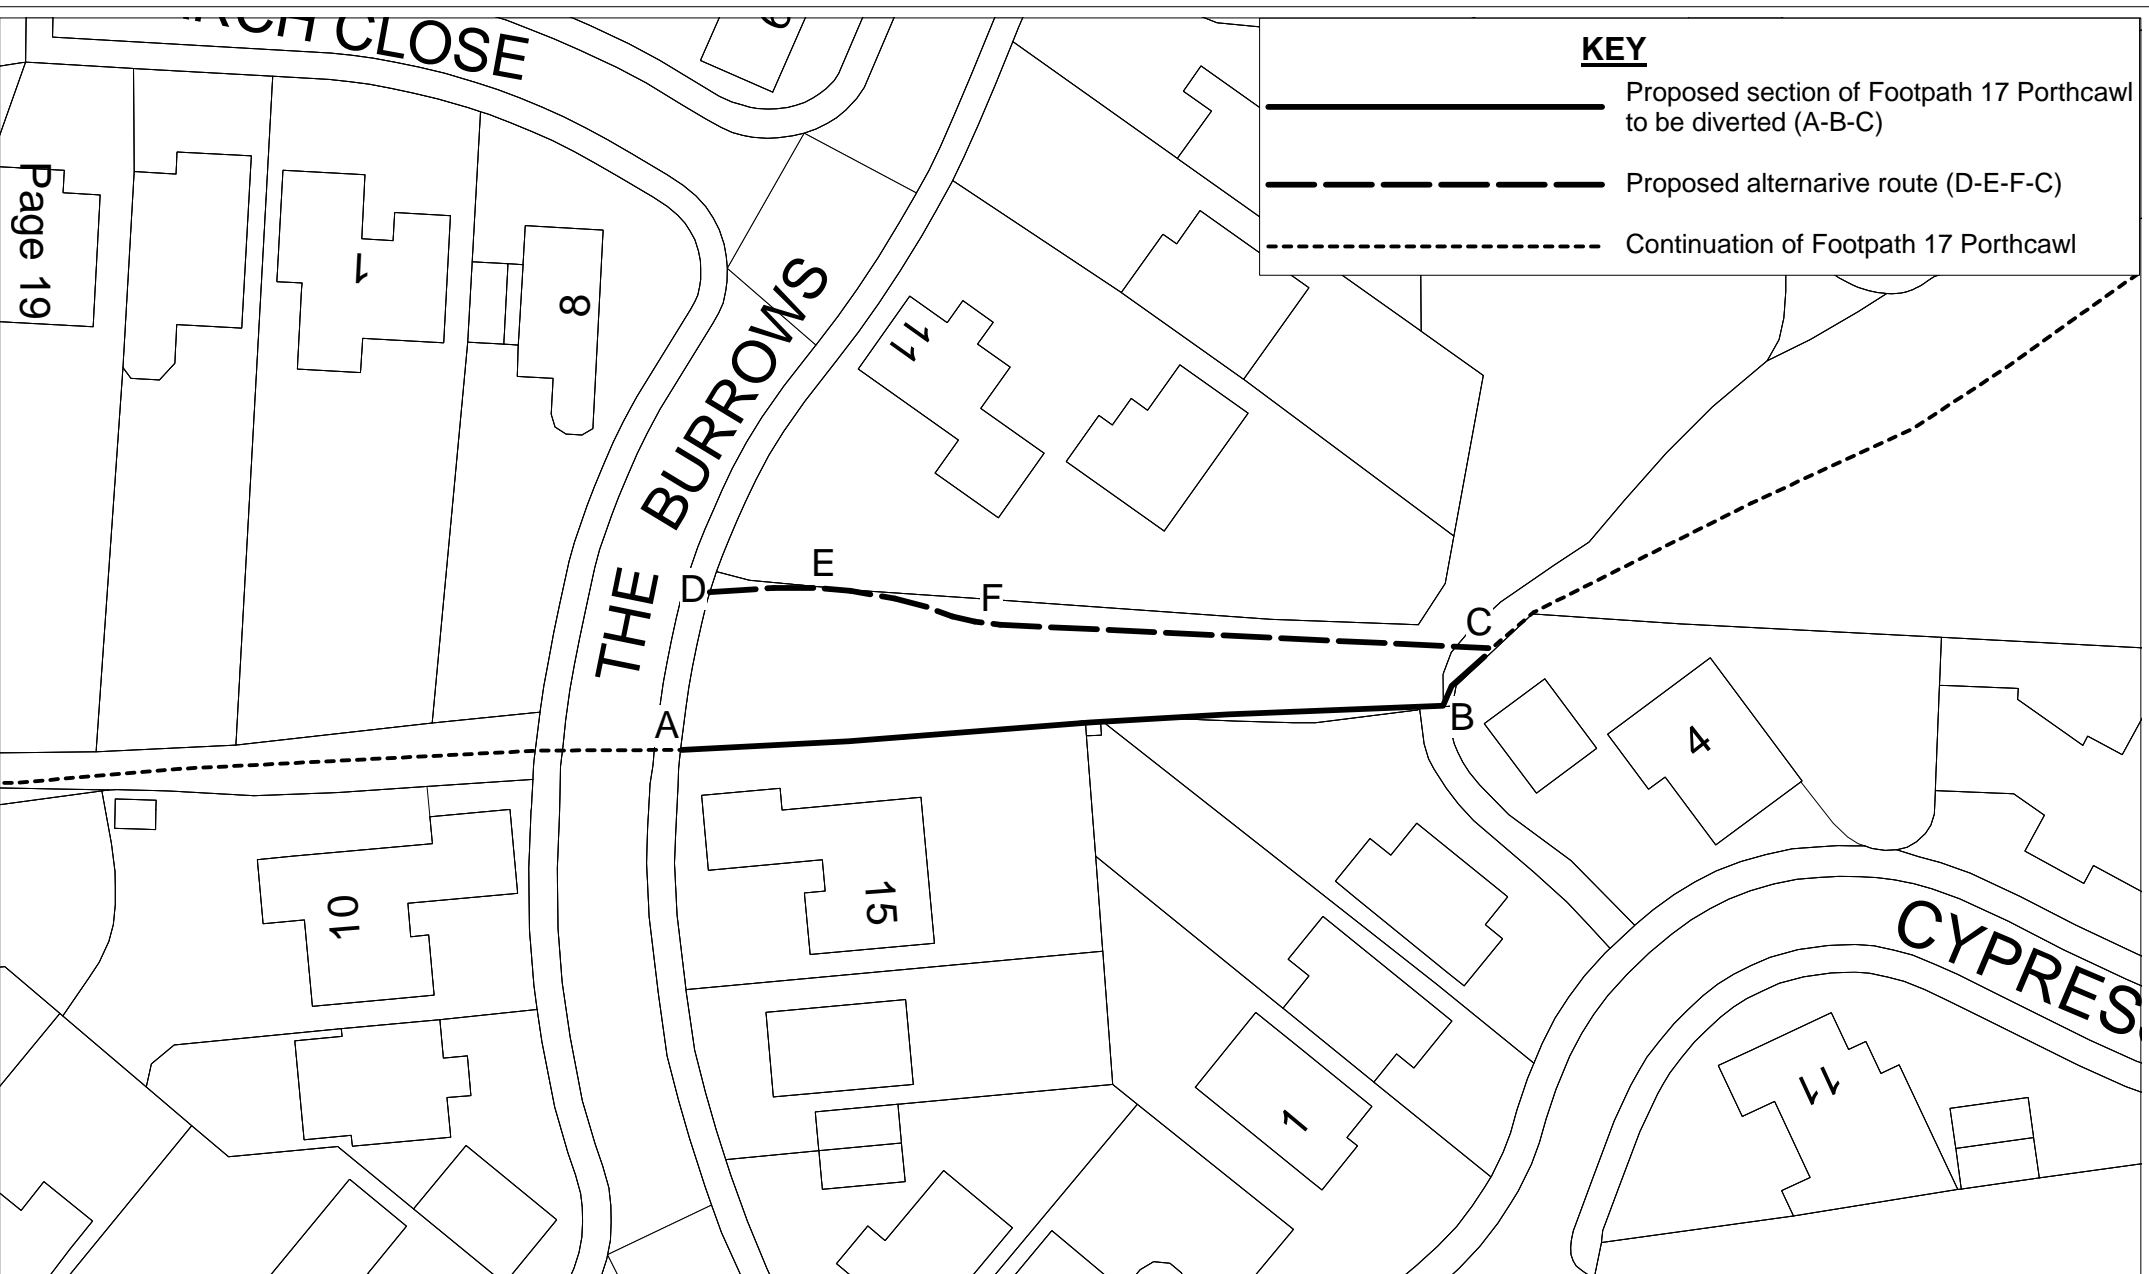 CLOSE
KEY
Proposed section of Footpath 17 Porthcawl
to be diverted (A-B-C)
Proposed alternarive route (D-E-F-C)
Continuation of Footpath 17 Porthcawl
Page 19
1
8
11
THE BURROWS
D
E
F
C
A
B
4
10
15
1
11